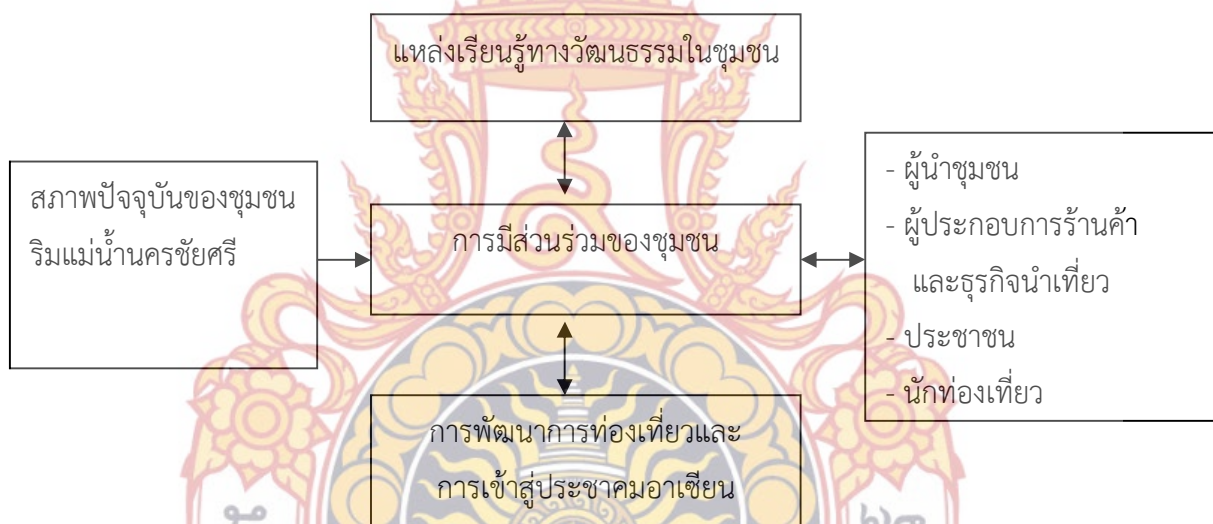 แหล่งเรียนรู้ทางวัฒนธรรมในชุมชน
สภาพปัจจุบันของชุมชน
ริมแม่น้ำนครชัยศรี
การมีส่วนร่วมของชุมชน
- ผู้นำชุมชน
- ผู้ประกอบการร้านค้า
และธุรกิจนำเที่ยว
- ประชาชน
- นักท่องเที่ยว
การพัฒนาการท่องเที่ยวและ
การเข้าสู่ประชาคมอาเซียน